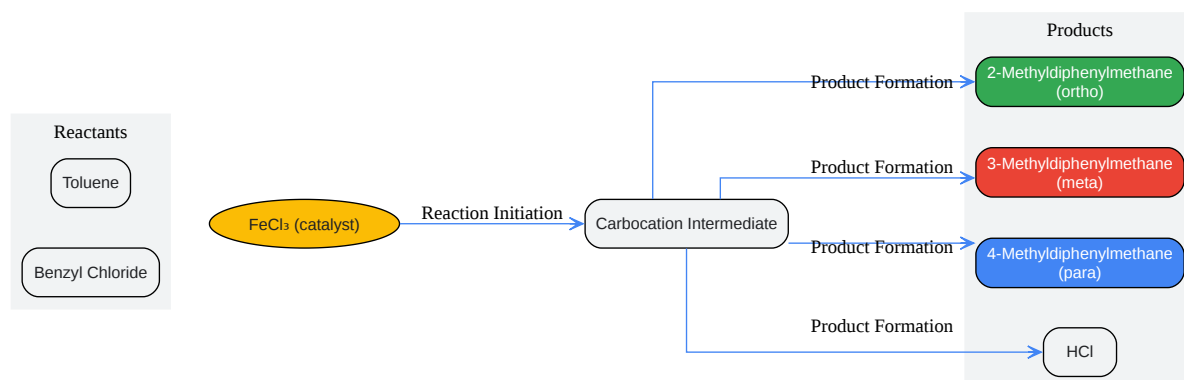 Reactants
Toluene
Benzyl Chloride
FeCl₃ (catalyst)
Reaction Initiation
Carbocation Intermediate
Product Formation
Product Formation
Product Formation
Product Formation
Products
2-Methyldiphenylmethane
(ortho)
3-Methyldiphenylmethane
(meta)
4-Methyldiphenylmethane
(para)
HCl